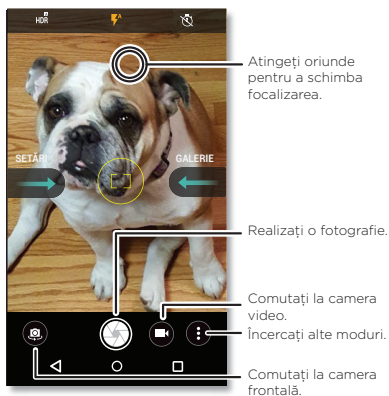 HDR
Atingeți oriunde
pentru a schimba
focalizarea.
SETĂRI
GALERIE
Realizați o fotografie.
Comutați la camera
video.
Încercați alte moduri.
Comutați la camera
frontală.